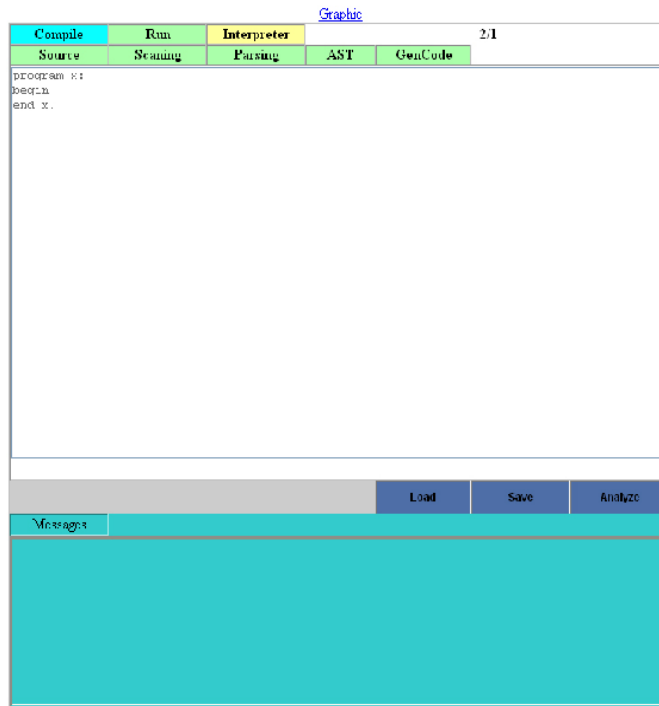 Graphic
Compile Run Interpreter 2/1
Source Scaning Parsing AST GenCode
program x;
begin
end x.
Load Save Analyze
Messages